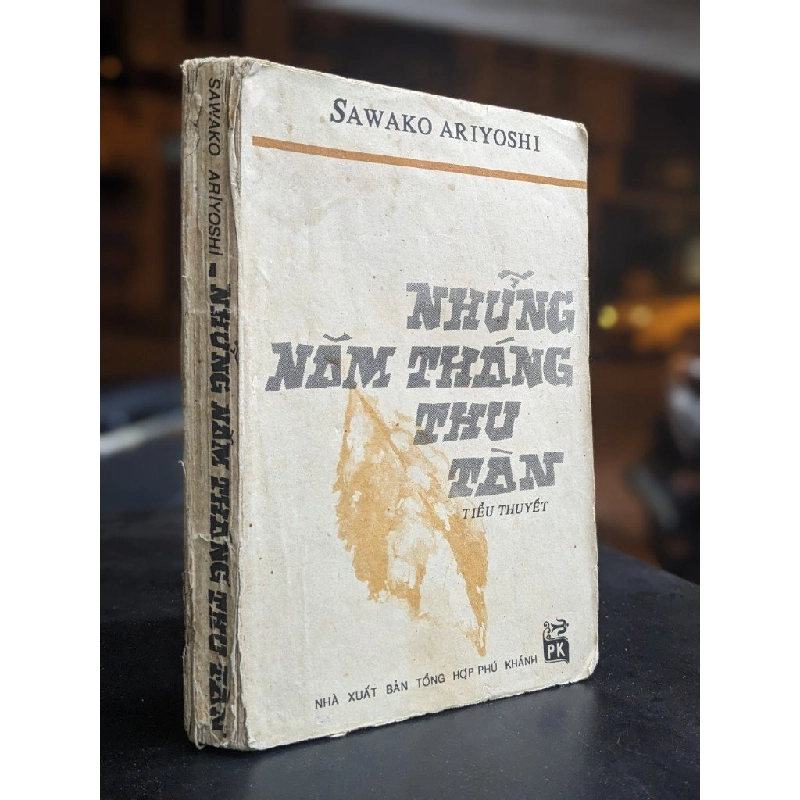 SAWAKO ARIYOSHI
NHỮNG
NĂM THÁNG
THU
TÀN
TIỂU THUYẾT
PK
NHÀ XUẤT BẢN TỔNG HỢP PHÚ KHÁNH
SAWAKO ARIYOSHI - NHỮNG NĂM THÁNG THU TÀN